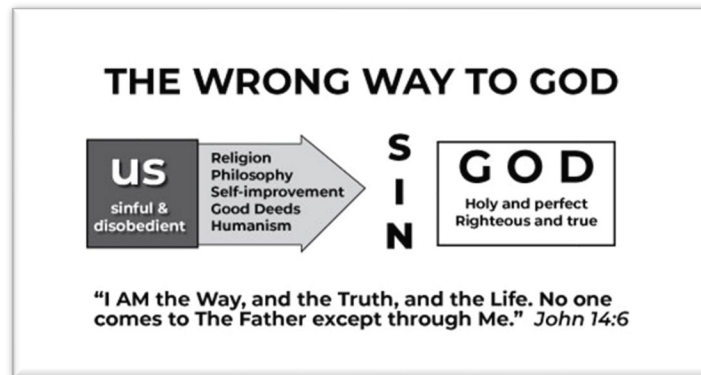 THE WRONG WAY TO GOD
us
sinful &
disobedient
Religion
Philosophy
Self-improvement
Good Deeds
Humanism
S
I
N
GOD
Holy and perfect
Righteous and true
“I AM the Way, and the Truth, and the Life. No one
comes to The Father except through Me.” John 14:6